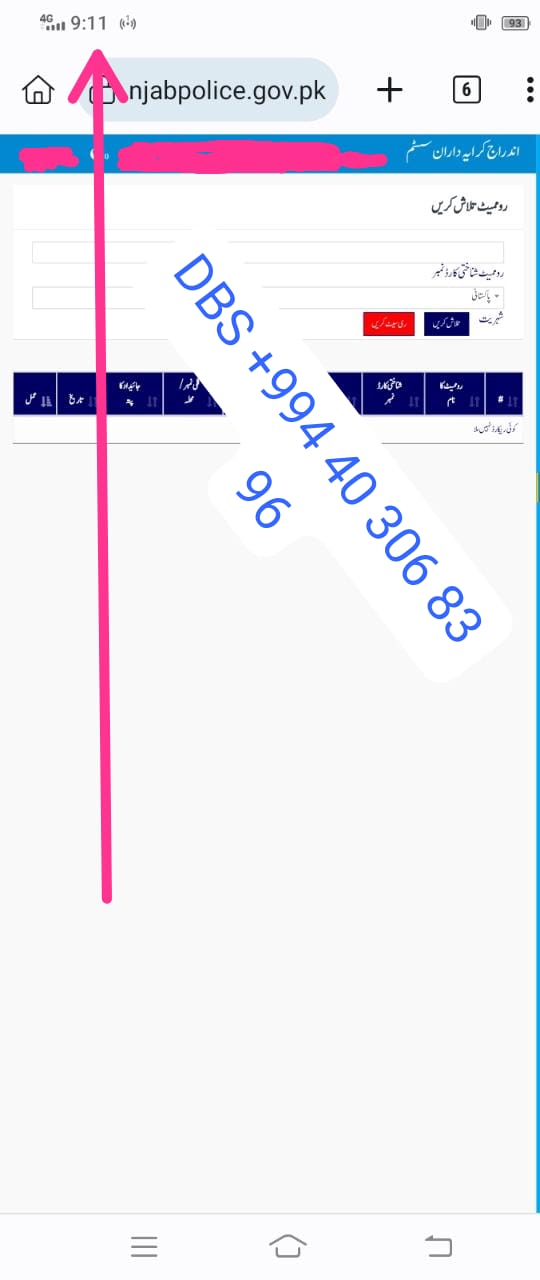 4G 9:11 93
njabpolice.gov.pk 6
اندراج کرایہ داران سسٹم
رومیٹ تلاش کریں
رومیٹ شناختی کارڈ نمبر
پاکستانی
شہریت
تلاش کریں
ری سیٹ کریں
# رومیٹ کا نام شناختی کارڈ نمبر گلی نمبر/ محلہ جائیداد کا پتہ تاریخ عمل
کوئی ریکارڈ نہیں ملا
DBS +994 40 306 83
96